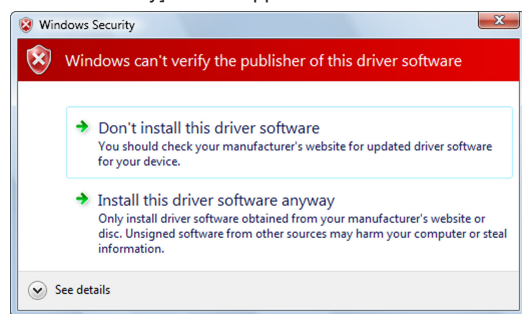 Windows Security
Windows can't verify the publisher of this driver software
Don't install this driver software
You should check your manufacturer's website for updated driver software
for your device.
Install this driver software anyway
Only install driver software obtained from your manufacturer's website or
disc. Unsigned software from other sources may harm your computer or steal
information.
See details